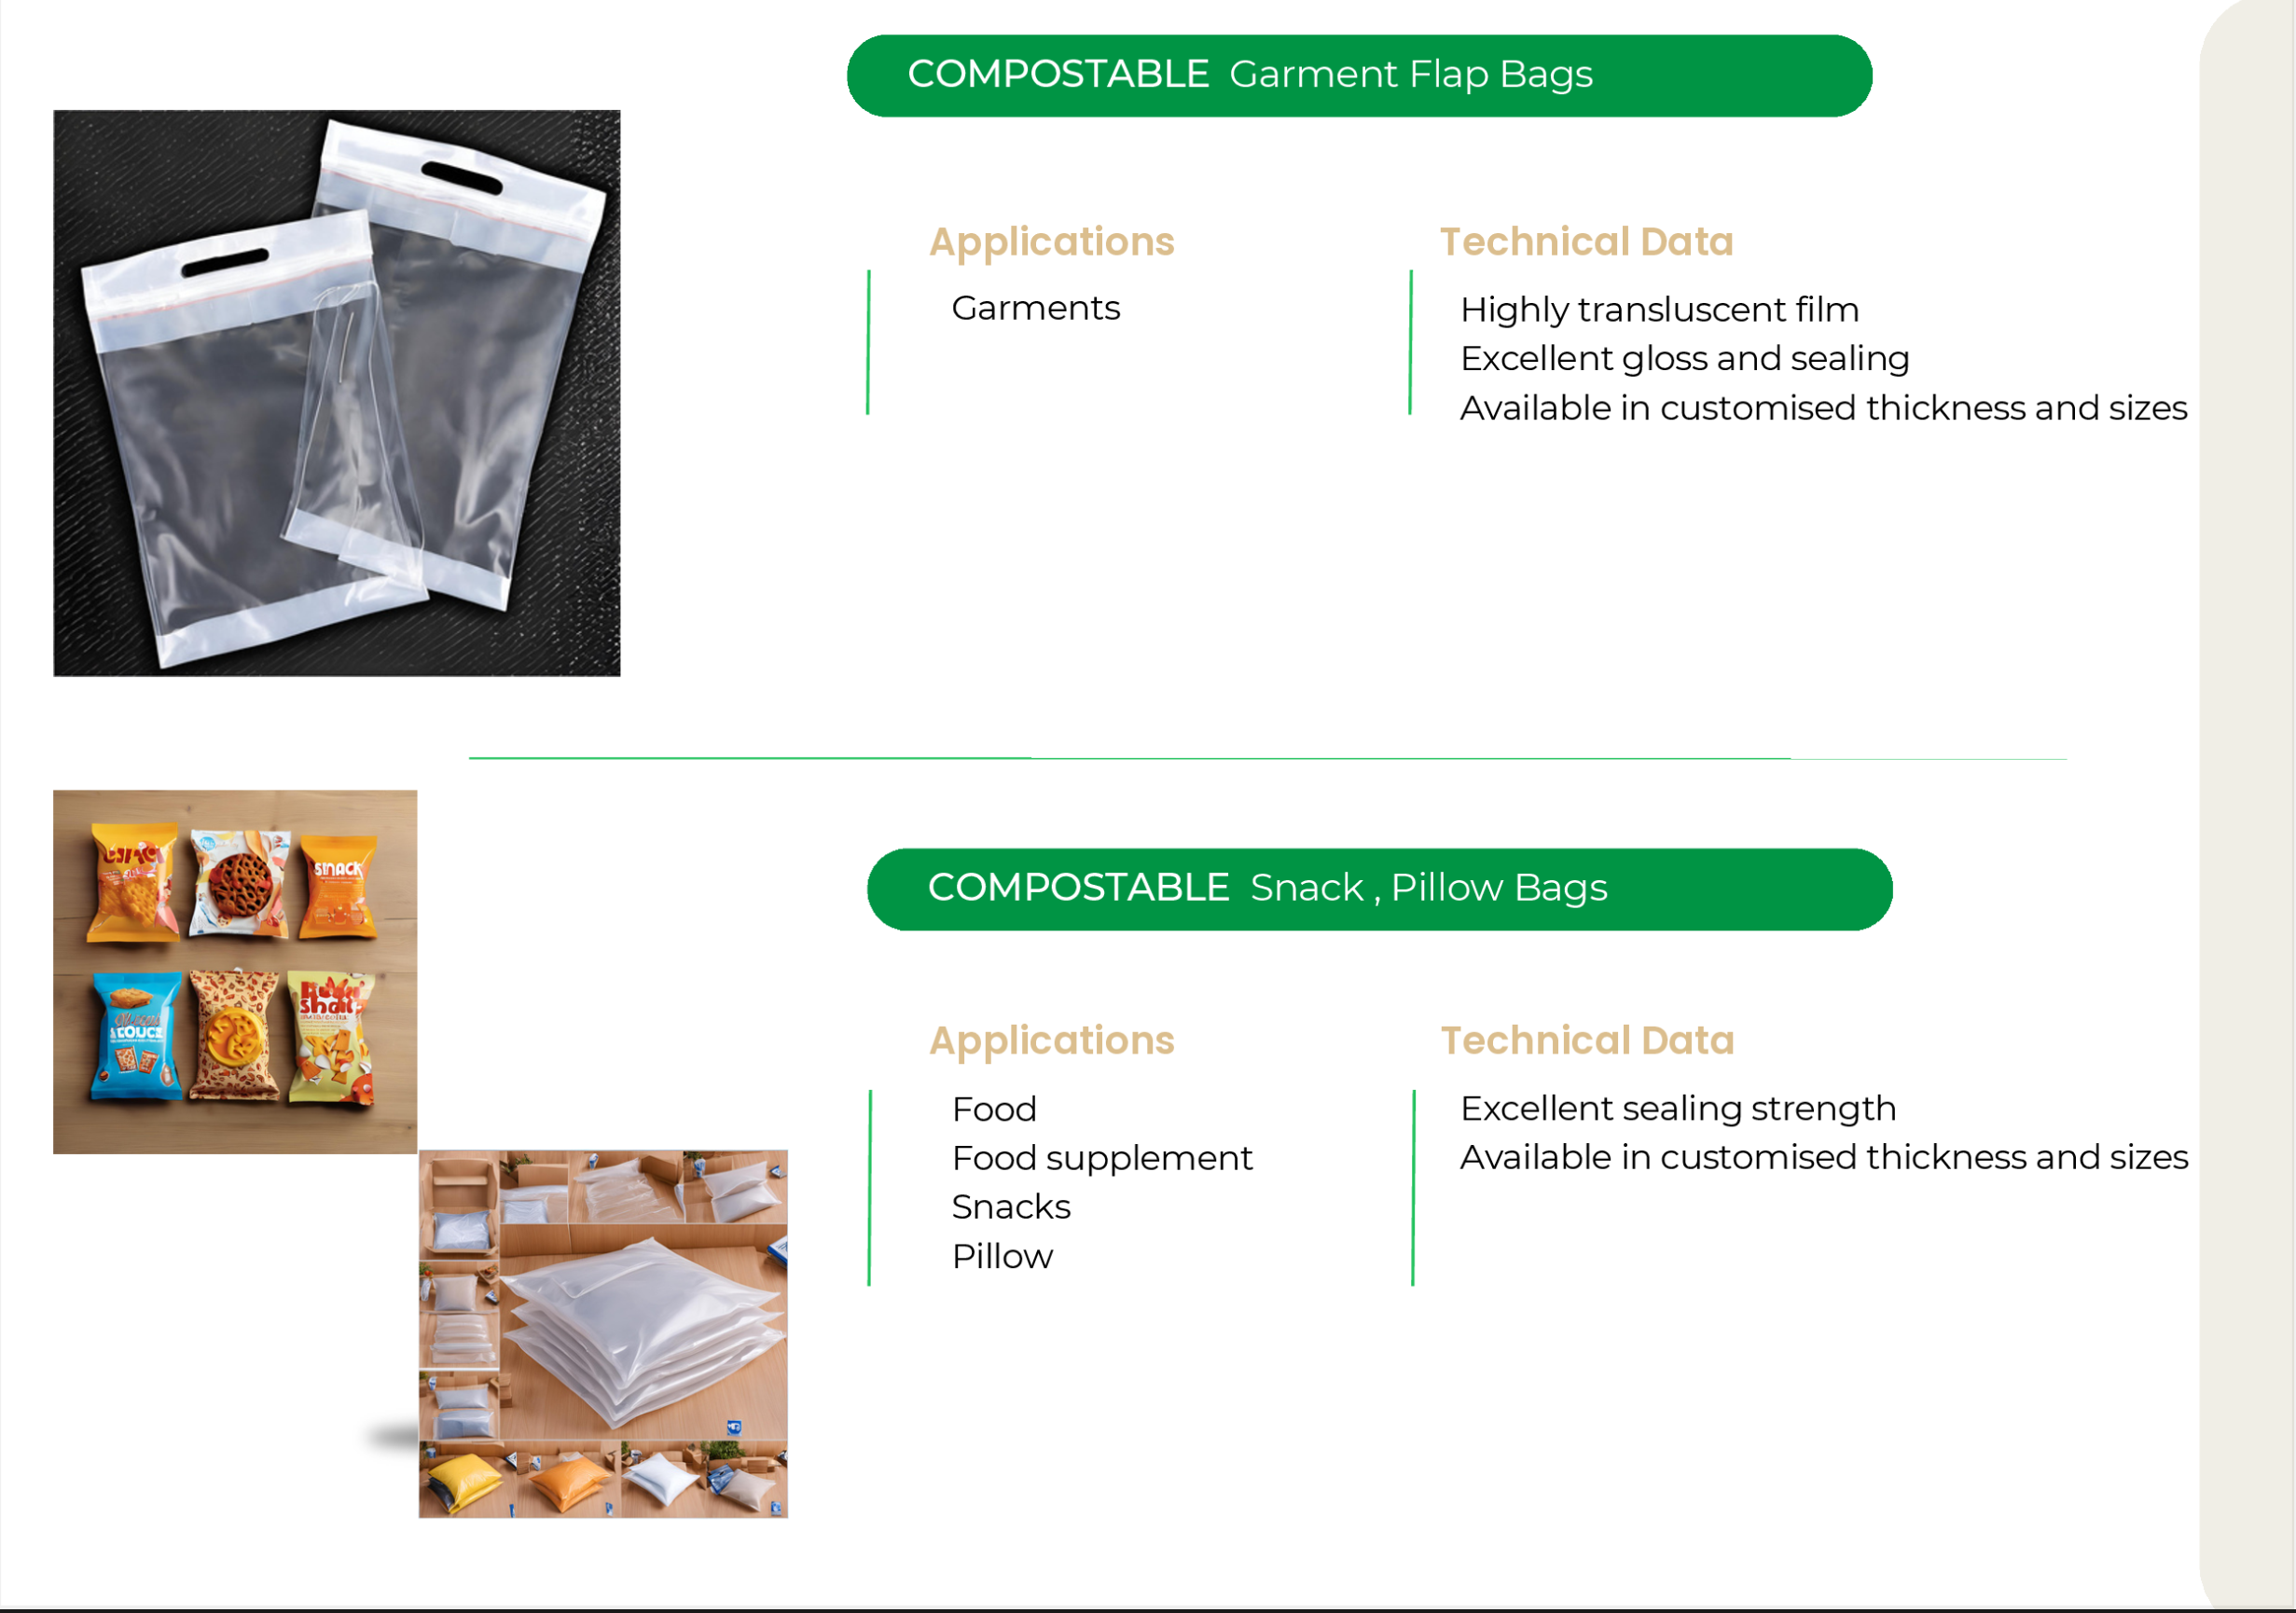 COMPOSTABLE Garment Flap Bags
Applications
Garments
Technical Data
Highly transluscent film
Excellent gloss and sealing
Available in customised thickness and sizes
SNACK
COMPOSTABLE Snack , Pillow Bags
Applications
Food
Food supplement
Snacks
Pillow
Technical Data
Excellent sealing strength
Available in customised thickness and sizes